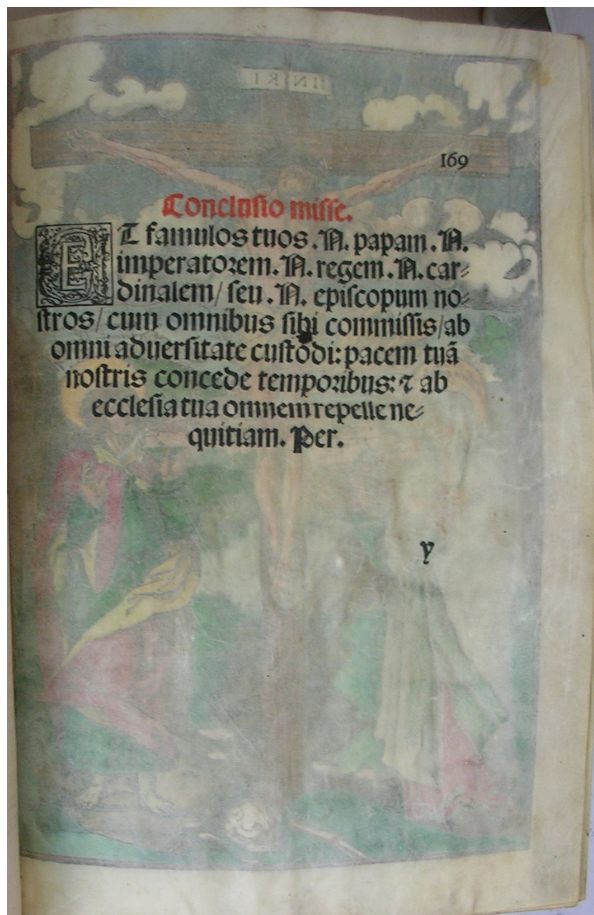 INRI
169
Conclusio misse.
ET famulos tuos .N. papam .N.
imperatorem .N. regem .N. car⸗
dinalem/ seu .N. episcopum no⸗
stros/ cum omnibus sibi commissis/ ab
omni aduersitate custodi: pacem tuā
nostris concede temporibus: ⁊ ab
ecclesia tua omnem repelle ne⸗
quitiam. Per.
y